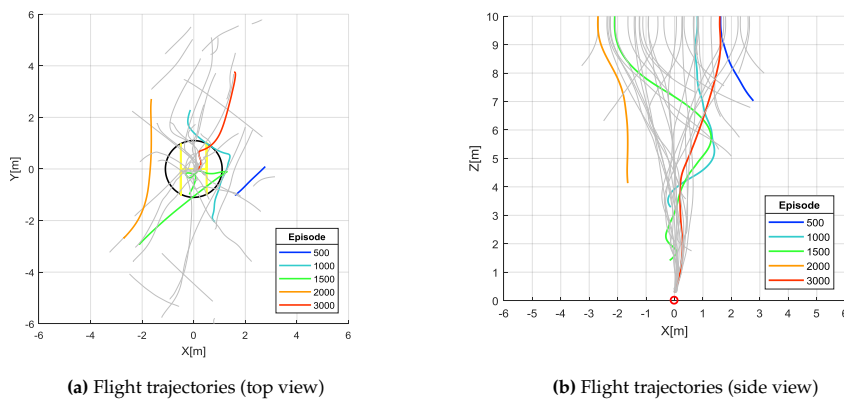 6
4
2
0
-2
-4
-6
-6 -4 -2 0 2 4 6
Y[m]
X[m]
Episode
500
1000
1500
2000
3000
(a) Flight trajectories (top view)
10
9
8
7
6
5
4
3
2
1
0
-6 -5 -4 -3 -2 -1 0 1 2 3 4 5 6
Z[m]
X[m]
Episode
500
1000
1500
2000
3000
(b) Flight trajectories (side view)